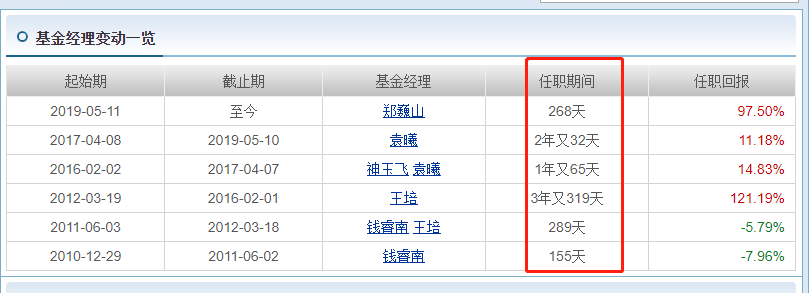 基金经理变动一览
起始期 截止期 基金经理 任职期间 任职回报
2019-05-11 至今 郑巍山 268天 97.50%
2017-04-08 2019-05-10 袁曦 2年又32天 11.18%
2016-02-02 2017-04-07 神玉飞 袁曦 1年又65天 14.83%
2012-03-19 2016-02-01 王培 3年又319天 121.19%
2011-06-03 2012-03-18 钱睿南 王培 289天 -5.79%
2010-12-29 2011-06-02 钱睿南 155天 -7.96%